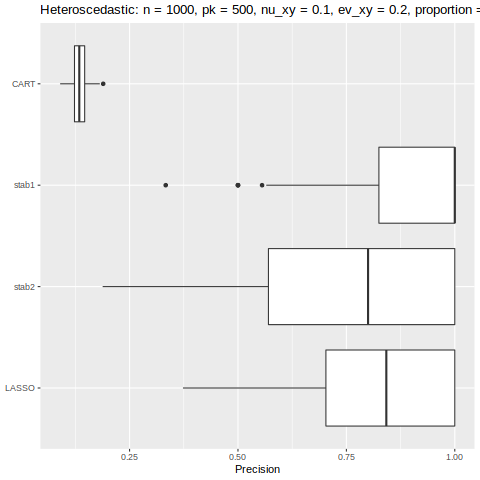 Heteroscedastic: n = 1000, pk = 500, nu_xy = 0.1, ev_xy = 0.2, proportion =
CART
stab1
stab2
LASSO
0.25 0.50 0.75 1.00
Precision